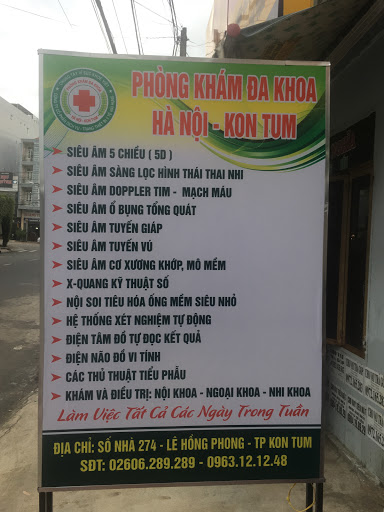 PHÒNG KHÁM ĐA KHOA
HÀ NỘI - KON TUM
SIÊU ÂM 5 CHIỀU ( 5D )
SIÊU ÂM SÀNG LỌC HÌNH THÁI THAI NHI
SIÊU ÂM DOPPLER TIM - MẠCH MÁU
SIÊU ÂM Ổ BỤNG TỔNG QUÁT
SIÊU ÂM TUYẾN GIÁP
SIÊU ÂM TUYẾN VÚ
SIÊU ÂM CƠ XƯƠNG KHỚP, MÔ MỀM
X-QUANG KỸ THUẬT SỐ
NỘI SOI TIÊU HÓA ỐNG MỀM SIÊU NHỎ
HỆ THỐNG XÉT NGHIỆM TỰ ĐỘNG
ĐIỆN TÂM ĐỒ TỰ ĐỌC KẾT QUẢ
ĐIỆN NÃO ĐỒ VI TÍNH
CÁC THỦ THUẬT TIỂU PHẪU
KHÁM VÀ ĐIỀU TRỊ: NỘI KHOA - NGOẠI KHOA - NHI KHOA
Làm Việc Tất Cả Các Ngày Trong Tuần
ĐỊA CHỈ: SỐ NHÀ 274 - LÊ HỒNG PHONG - TP KON TUM
SĐT: 02606.289.289 - 0963.12.12.48